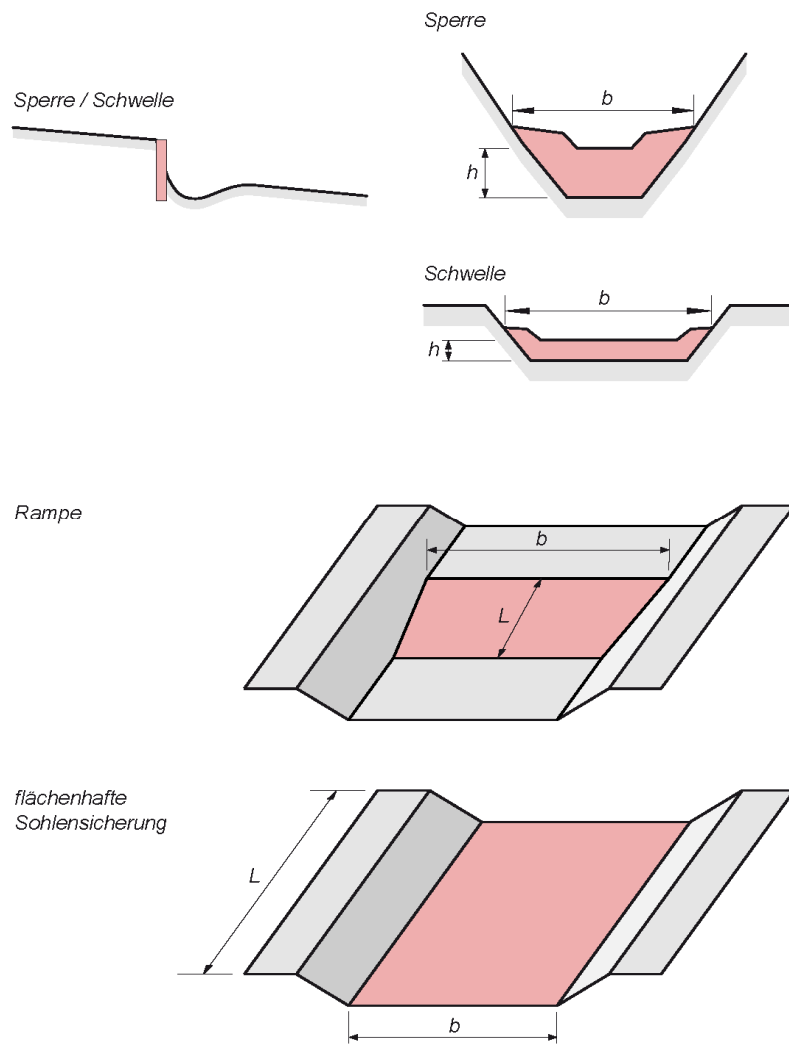 Sperre
Sperre / Schwelle
b
h
Schwelle
b
h
Rampe
b
L
flächenhafte
Sohlensicherung
L
b